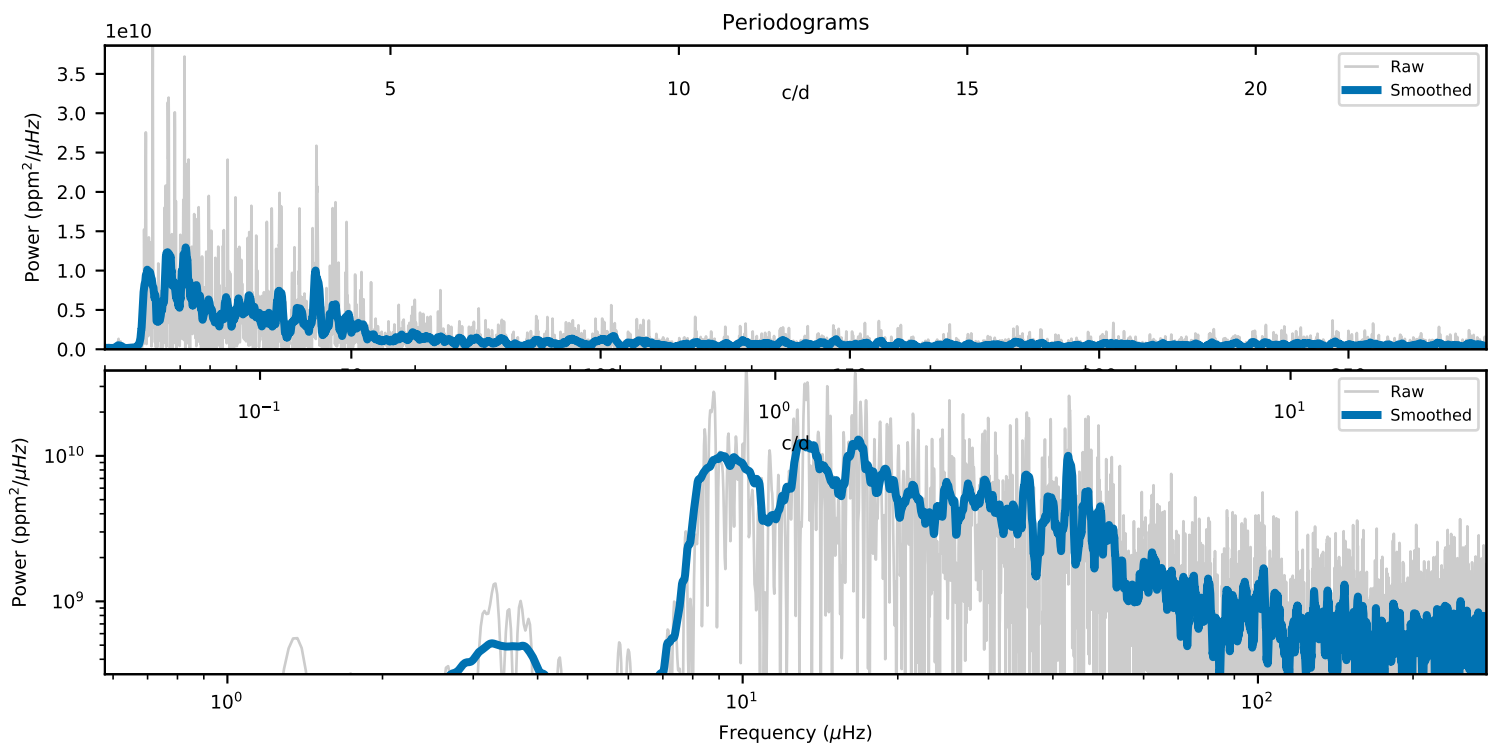 Periodograms
1e10
3.5
3.0
2.5
2.0
1.5
1.0
0.5
0.0
Power (ppm²/μHz)
5 10 15 20
c/d
Raw
Smoothed
10⁻¹ 10⁰ 10¹
c/d
Raw
Smoothed
10¹⁰
10⁹
Power (ppm²/μHz)
10⁰ 10¹ 10²
Frequency (μHz)